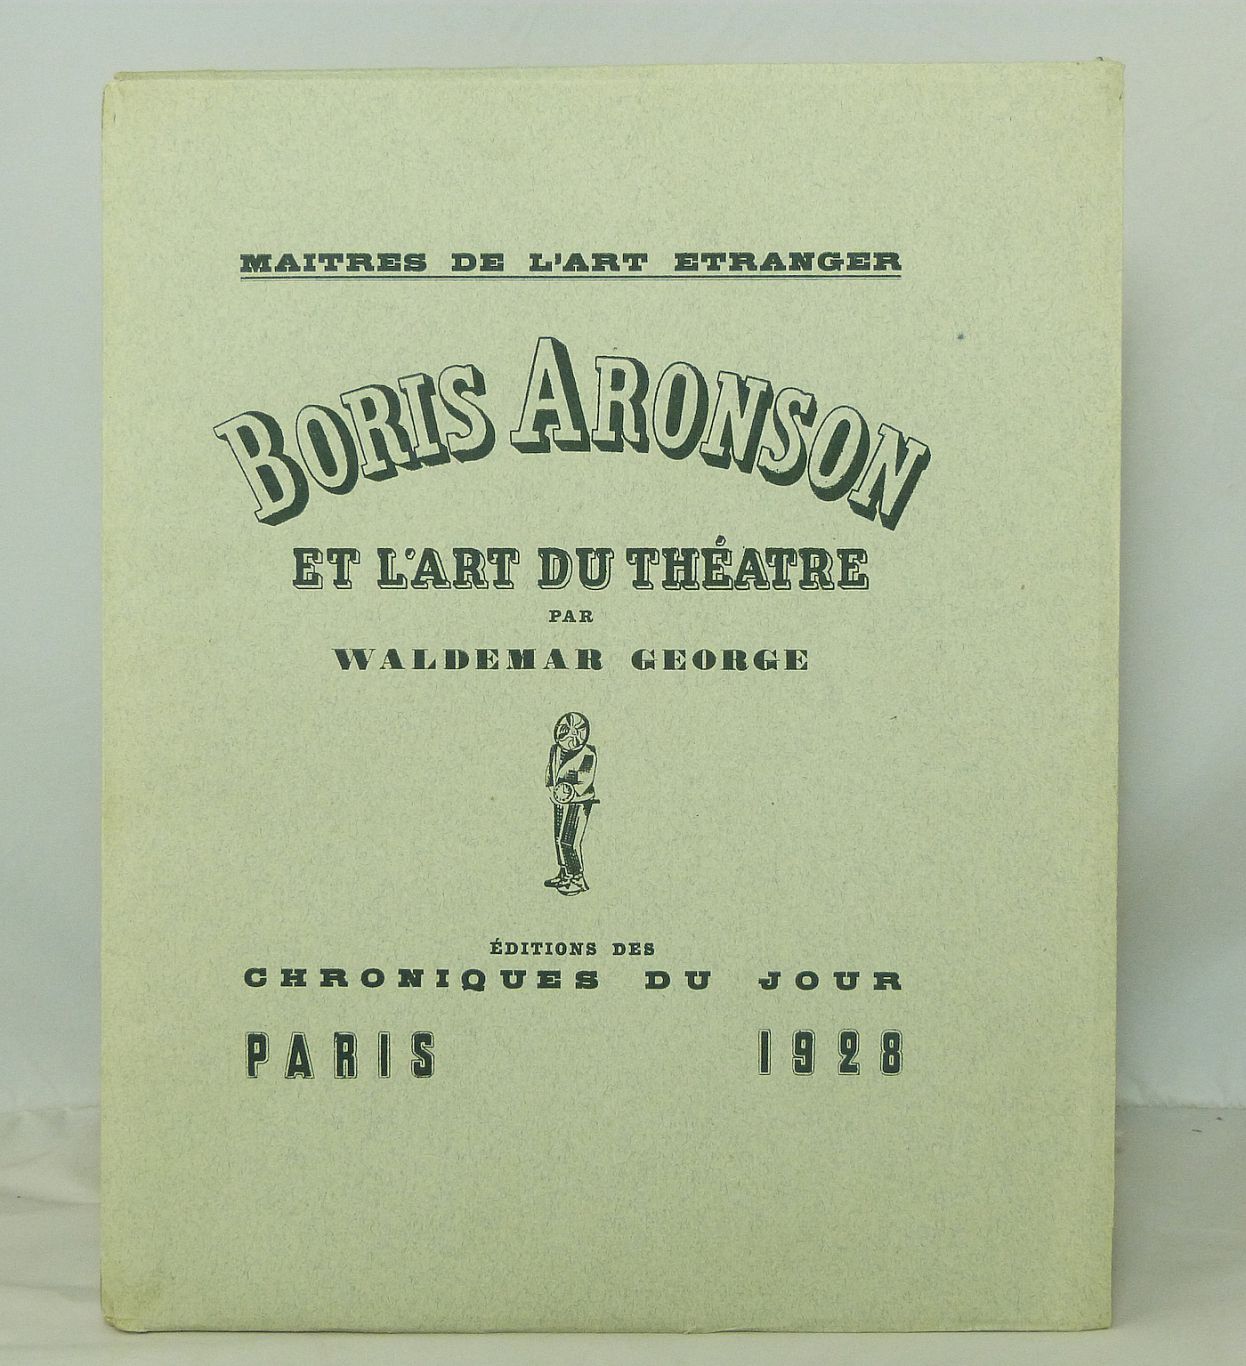 MAITRES DE L'ART ETRANGER
BORIS ARONSON
ET L'ART DU THÉATRE
PAR
WALDEMAR GEORGE
ÉDITIONS DES
CHRONIQUES DU JOUR
PARIS 1928